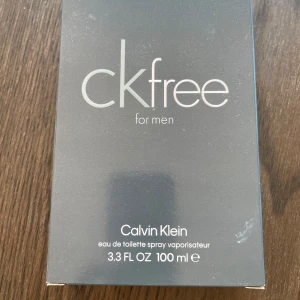 ckfree
for men
Calvin Klein
eau de toilette spray vaporisateur
3.3 FL OZ 100 ml ℮